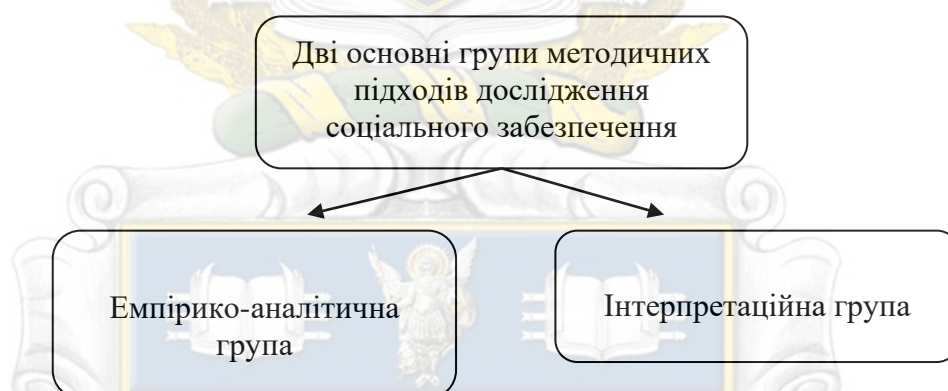 Дві основні групи методичних
підходів дослідження
соціального забезпечення
Емпірико-аналітична
група
Інтерпретаційна група